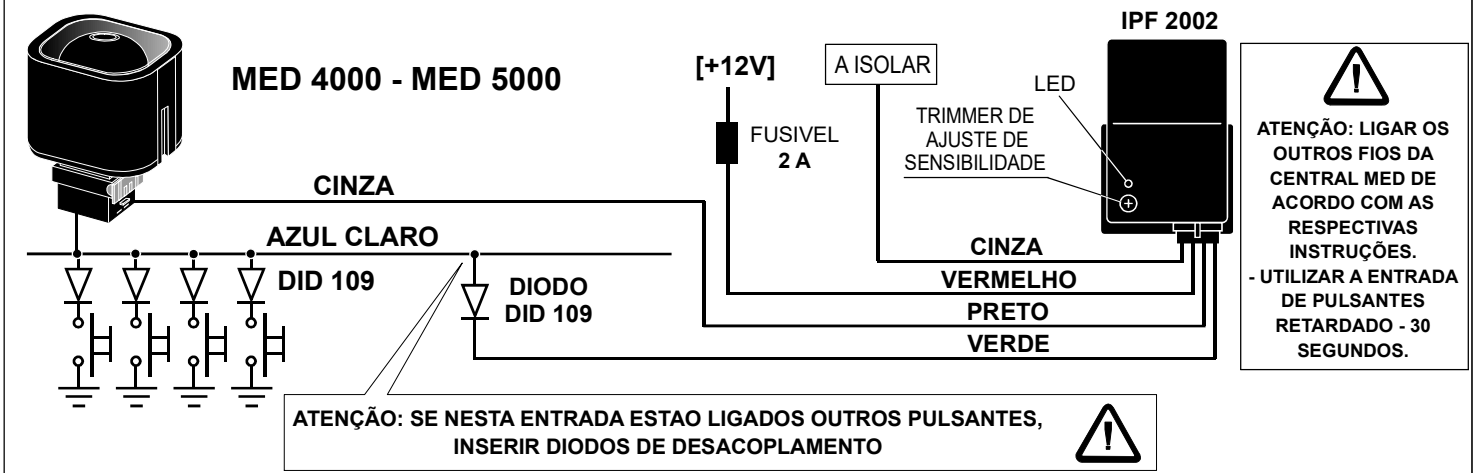 IPF 2002
MED 4000 - MED 5000
[+12V]
A ISOLAR
LED
TRIMMER DE
AJUSTE DE
SENSIBILIDADE
FUSIVEL
2 A
CINZA
AZUL CLARO
DID 109
DIODO
DID 109
CINZA
VERMELHO
PRETO
VERDE
ATENÇÃO: LIGAR OS
OUTROS FIOS DA
CENTRAL MED DE
ACORDO COM AS
RESPECTIVAS
INSTRUÇÕES.
- UTILIZAR A ENTRADA
DE PULSANTES
RETARDADO - 30
SEGUNDOS.
ATENÇÃO: SE NESTA ENTRADA ESTAO LIGADOS OUTROS PULSANTES,
INSERIR DIODOS DE DESACOPLAMENTO